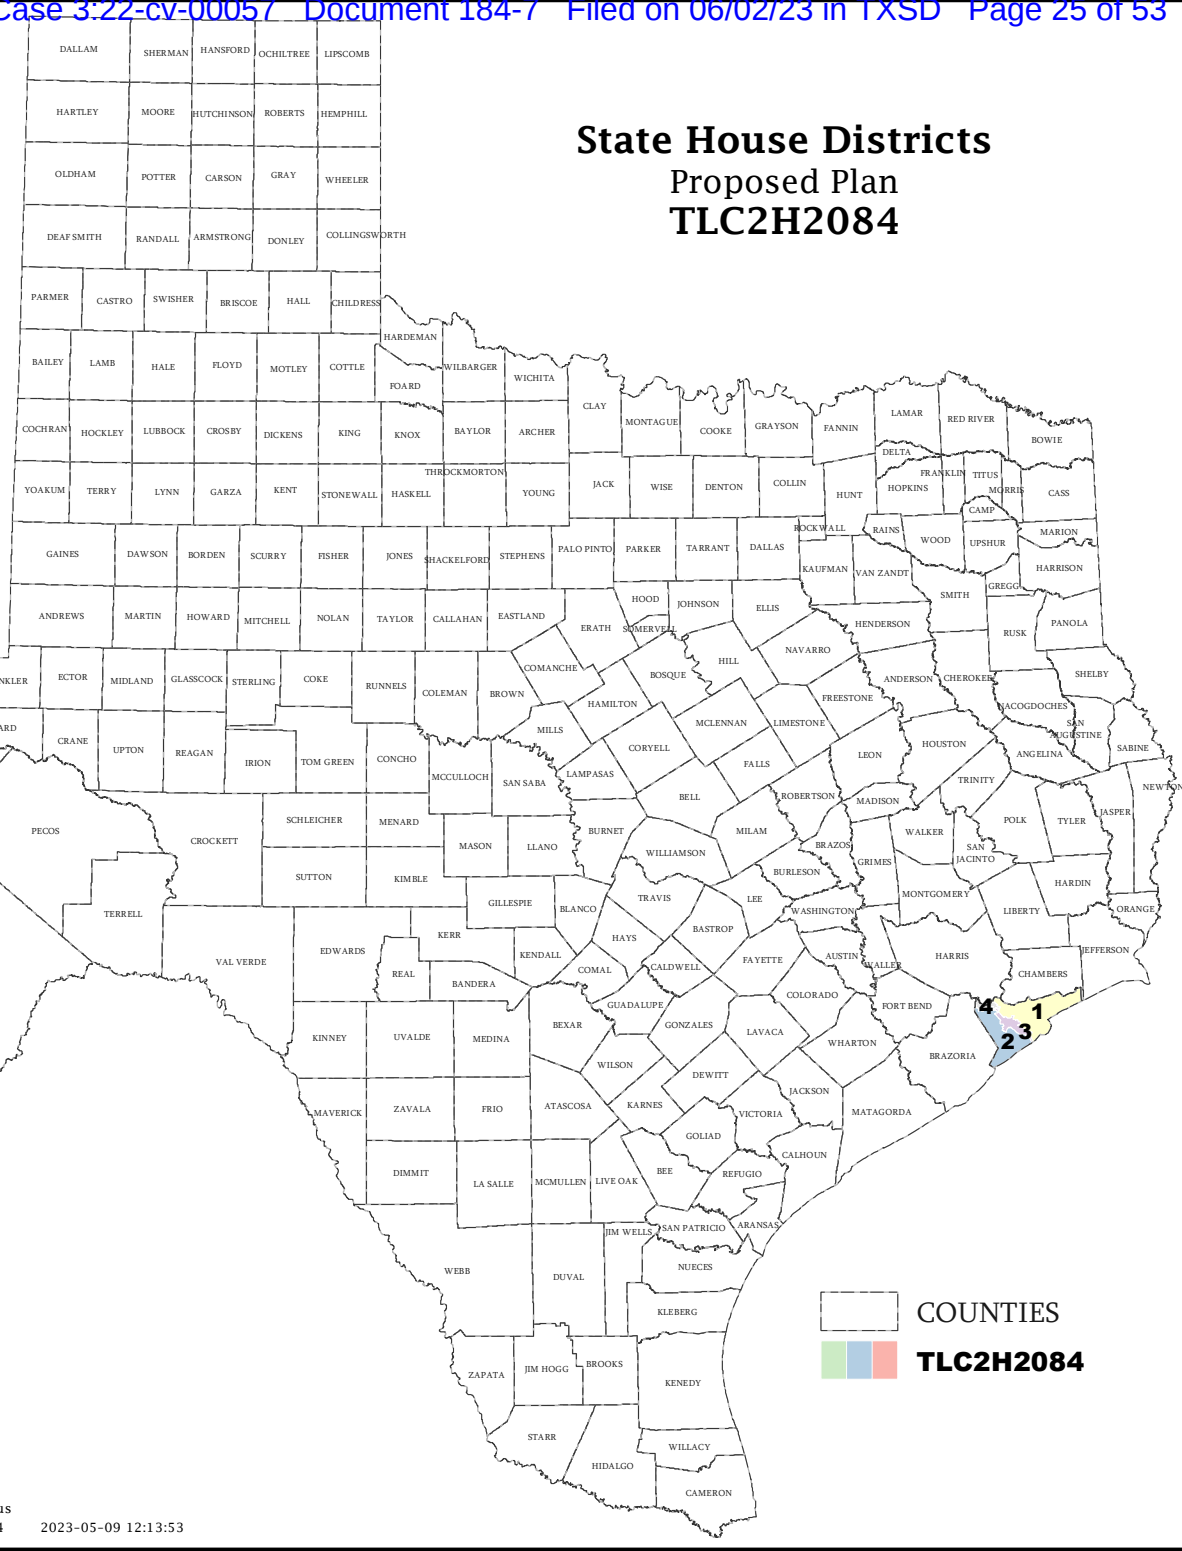 Case 3:22-cv-00057 Document 184-7 Filed on 06/02/23 in TXSD Page 25 of 53
State House Districts
Proposed Plan
TLC2H2084
DALLAM SHERMAN HANSFORD OCHILTREE LIPSCOMB
HARTLEY MOORE HUTCHINSON ROBERTS HEMPHILL
OLDHAM POTTER CARSON GRAY WHEELER
DEAF SMITH RANDALL ARMSTRONG DONLEY COLLINGSWORTH
PARMER CASTRO SWISHER BRISCOE HALL CHILDRESS
HARDEMAN
BAILEY LAMB HALE FLOYD MOTLEY COTTLE FOARD WILBARGER WICHITA
CLAY MONTAGUE COOKE GRAYSON FANNIN LAMAR RED RIVER BOWIE
COCHRAN HOCKLEY LUBBOCK CROSBY DICKENS KING KNOX BAYLOR ARCHER
DELTA
YOAKUM TERRY LYNN GARZA KENT STONEWALL HASKELL THROCKMORTON YOUNG JACK WISE DENTON COLLIN HUNT HOPKINS FRANKLIN TITUS MORRIS CASS
CAMP
GAINES DAWSON BORDEN SCURRY FISHER JONES SHACKELFORD STEPHENS PALO PINTO PARKER TARRANT DALLAS ROCKWALL RAINS WOOD UPSHUR MARION
KAUFMAN VAN ZANDT HARRISON
GREGG
ANDREWS MARTIN HOWARD MITCHELL NOLAN TAYLOR CALLAHAN EASTLAND ERATH HOOD SOMERVELL JOHNSON ELLIS HENDERSON SMITH RUSK PANOLA
NKLER ECTOR MIDLAND GLASSCOCK STERLING COKE RUNNELS COLEMAN BROWN COMANCHE HAMILTON BOSQUE HILL NAVARRO FREESTONE ANDERSON CHEROKEE NACOGDOCHES SHELBY
ARD CRANE UPTON REAGAN IRION TOM GREEN CONCHO MCCULLOCH SAN SABA MILLS LAMPASAS CORYELL MCLENNAN LIMESTONE FALLS LEON HOUSTON ANGELINA SAN
AUGUSTINE SABINE
NEWTON
PECOS CROCKETT SCHLEICHER MENARD MASON LLANO BURNET BELL MILAM ROBERTSON MADISON TRINITY POLK TYLER JASPER
WILLIAMSON BRAZOS GRIMES WALKER SAN
JACINTO
SUTTON KIMBLE BURLESON MONTGOMERY HARDIN
TERRELL GILLESPIE BLANCO TRAVIS LEE WASHINGTON LIBERTY ORANGE
VAL VERDE EDWARDS KERR KENDALL HAYS BASTROP FAYETTE AUSTIN WALLER HARRIS JEFFERSON
REAL BANDERA COMAL CALDWELL COLORADO CHAMBERS
KINNEY UVALDE MEDINA BEXAR GUADALUPE GONZALES LAVACA WHARTON FORT BEND BRAZORIA
4 1
3
2
WILSON DEWITT JACKSON MATAGORDA
MAVERICK ZAVALA FRIO ATASCOSA KARNES VICTORIA
GOLIAD CALHOUN
DIMMIT LA SALLE MCMULLEN LIVE OAK BEE REFUGIO
JIM WELLS SAN PATRICIO ARANSAS
WEBB DUVAL NUECES
KLEBERG
ZAPATA JIM HOGG BROOKS KENEDY
STARR HIDALGO WILLACY
CAMERON
COUNTIES
TLC2H2084
us
4 2023-05-09 12:13:53